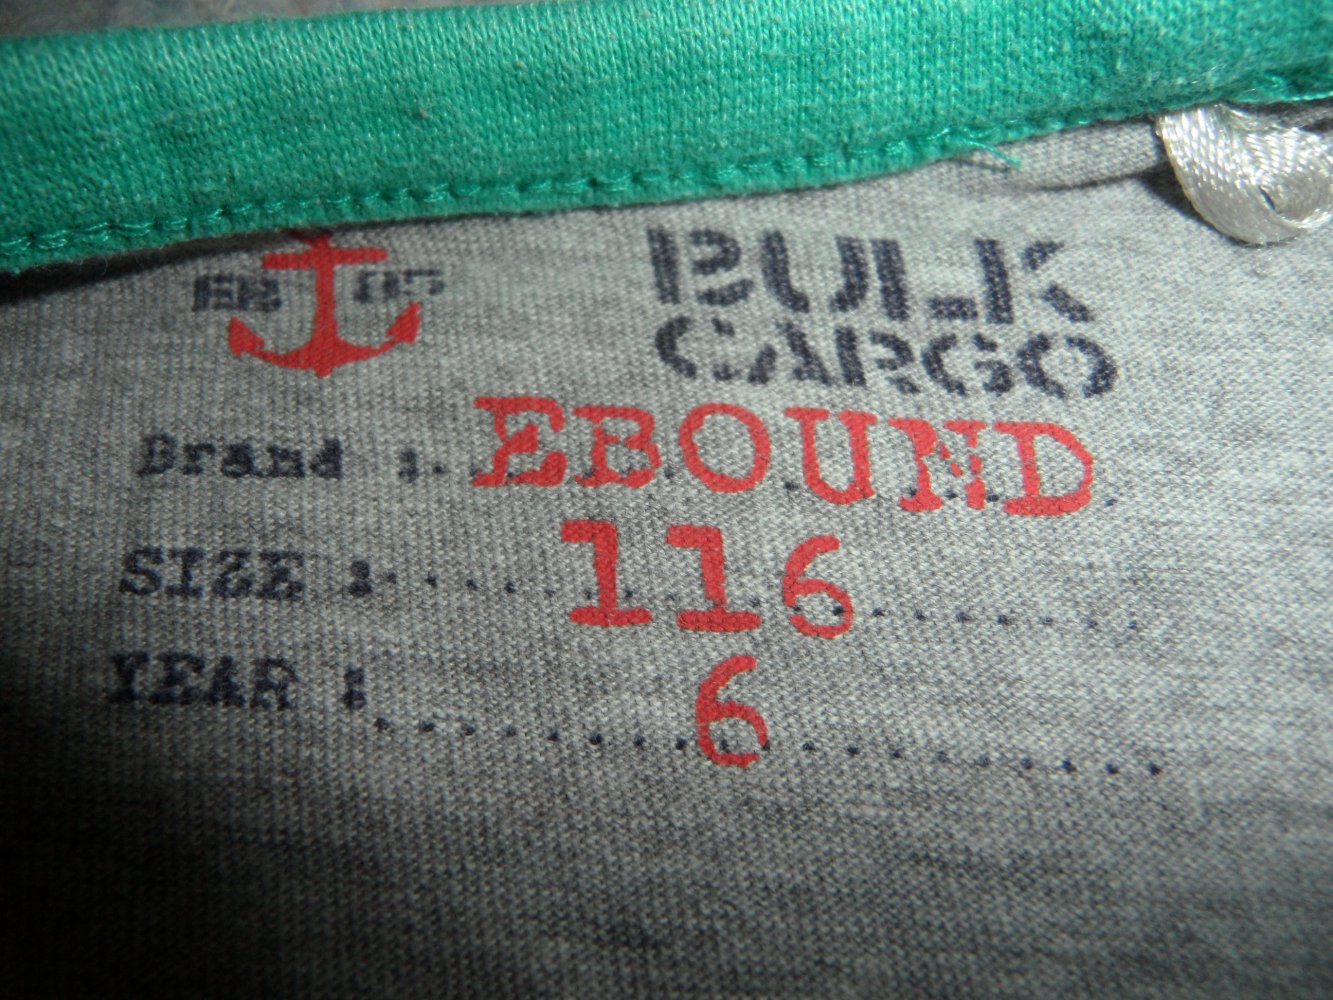 EB 05
BULK
CARGO
Brand : EBOUND
SIZE : 116
YEAR : 6